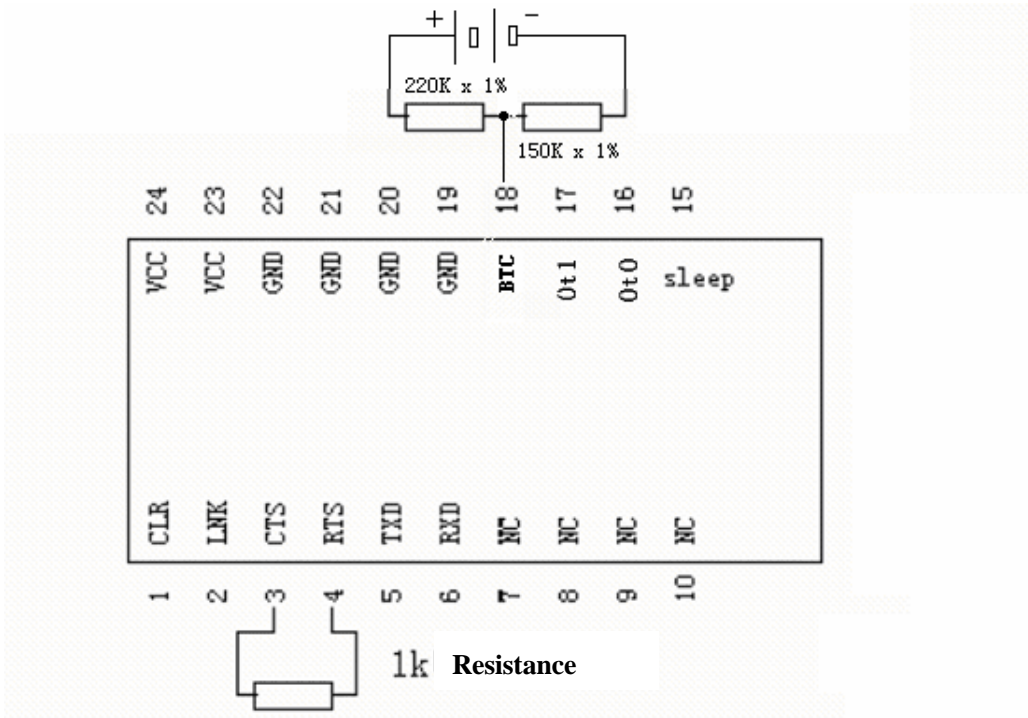 + −
220K x 1%
150K x 1%
24 23 22 21 20 19 18 17 16 15
VCC VCC GND GND GND GND BTC Ot1 Ot0 sleep
CLR LNK CTS RTS TXD RXD NC NC NC NC
1 2 3 4 5 6 7 8 9 10
1k Resistance